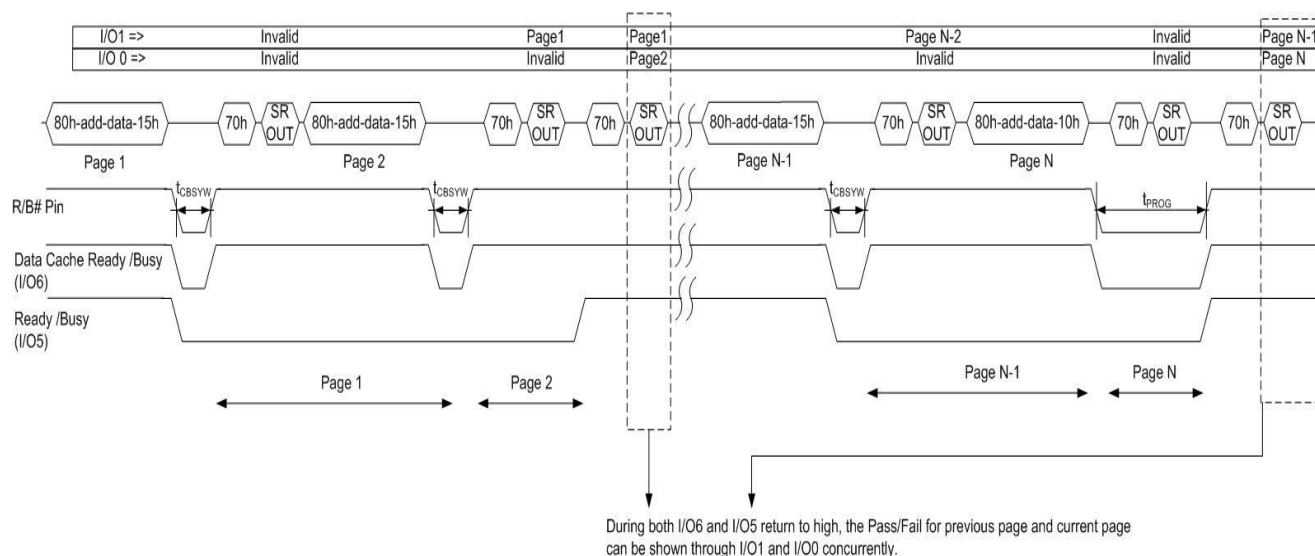 I/O1 => Invalid Page1 Page1 Page N-2 Invalid Page N-1
I/O 0 => Invalid Invalid Page2 Invalid Invalid Page N
80h-add-data-15h 70h SR OUT 80h-add-data-15h 70h SR OUT 70h SR OUT 80h-add-data-15h 70h SR OUT 80h-add-data-10h 70h SR OUT 70h SR OUT
Page 1 Page 2 Page N-1 Page N
R/B# Pin tCBSYW tCBSYW tCBSYW tPROG
Data Cache Ready /Busy
(I/O6)
Ready /Busy
(I/O5)
Page 1 Page 2 Page N-1 Page N
During both I/O6 and I/O5 return to high, the Pass/Fail for previous page and current page
can be shown through I/O1 and I/O0 concurrently.